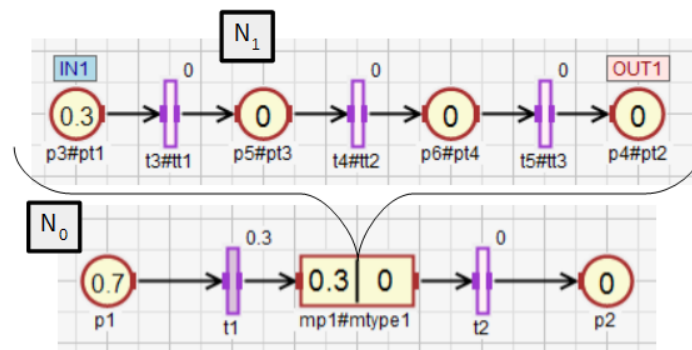 N1
IN1 0 0 0 OUT1
0.3 0 0 0
p3#pt1 t3#tt1 p5#pt3 t4#tt2 p6#pt4 t5#tt3 p4#pt2
N0
0.3 0
0.7 0.3 0 0
p1 t1 mp1#mtype1 t2 p2